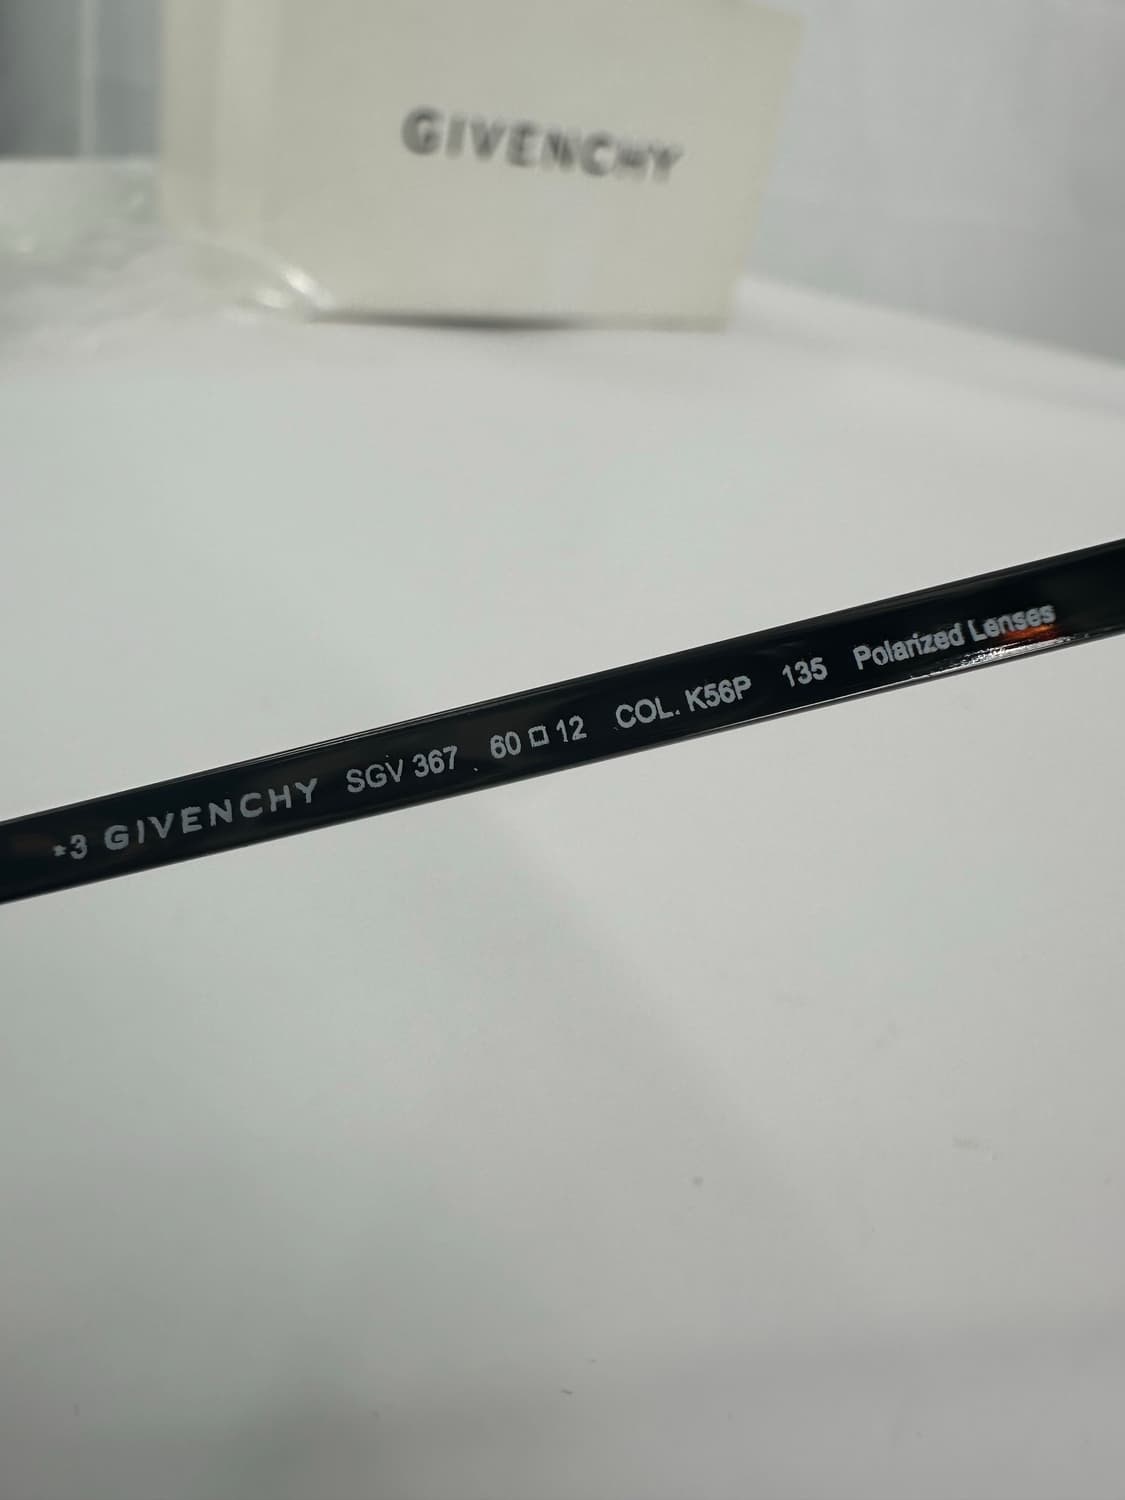 GIVENCHY
*3 GIVENCHY SGV 367 60□12 COL. K56P 135 Polarized Lenses